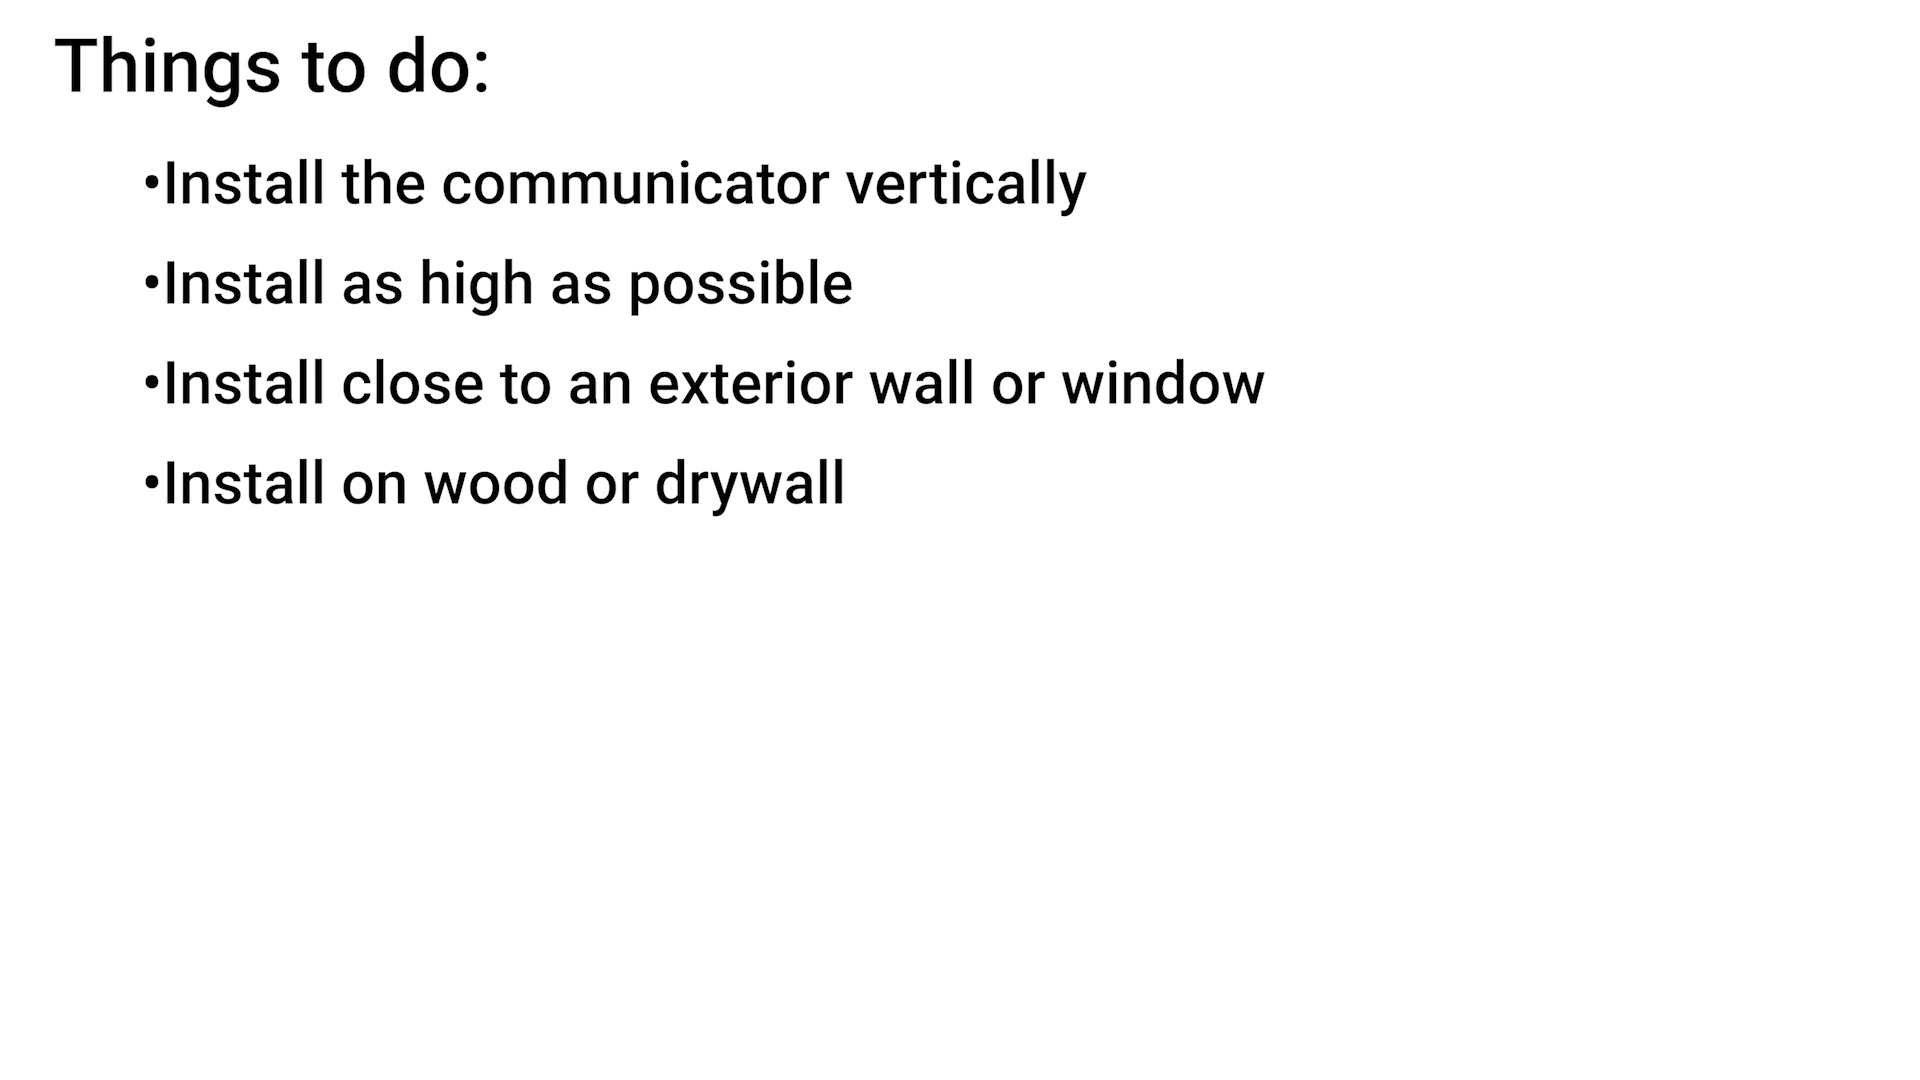 Things to do:
•Install the communicator vertically
•Install as high as possible
•Install close to an exterior wall or window
•Install on wood or drywall